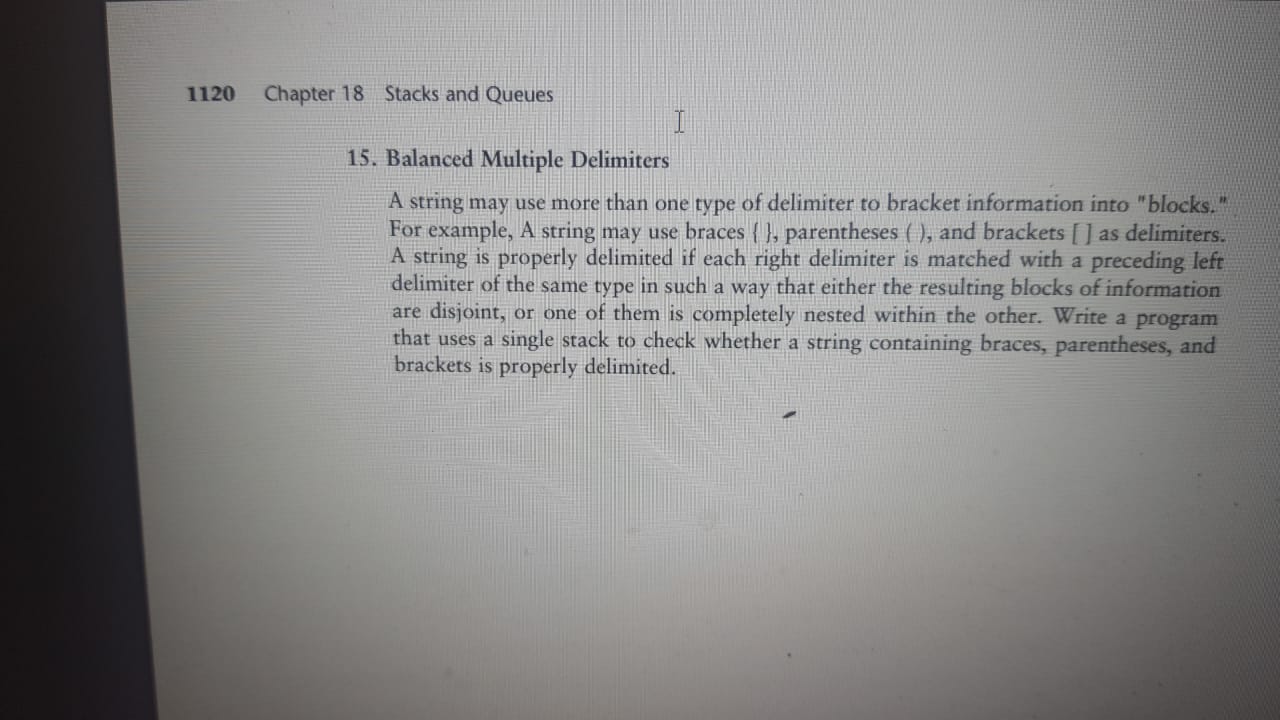 1120 Chapter 18 Stacks and Queues
15. Balanced Multiple Delimiters
A string may use more than one type of delimiter to bracket information into "blocks."
For example, A string may use braces { }, parentheses ( ), and brackets [ ] as delimiters.
A string is properly delimited if each right delimiter is matched with a preceding left
delimiter of the same type in such a way that either the resulting blocks of information
are disjoint, or one of them is completely nested within the other. Write a program
that uses a single stack to check whether a string containing braces, parentheses, and
brackets is properly delimited.